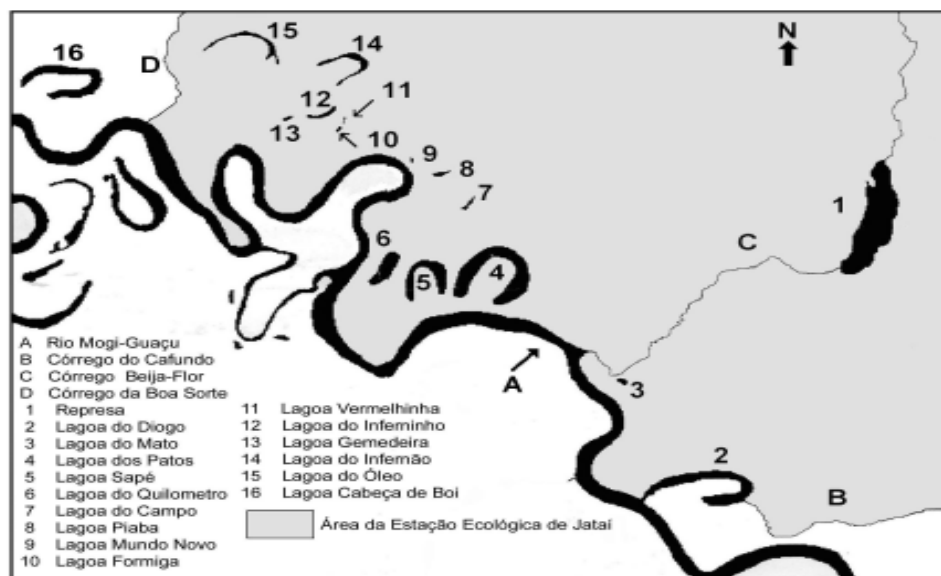 15
N
16
D
14
11
12
13
10
9
8
7
1
C
6
5
4
A
3
2
B
A Rio Mogi-Guaçu
B Córrego do Cafundo
C Córrego Beija-Flor
D Córrego da Boa Sorte
1 Represa
2 Lagoa do Diogo
3 Lagoa do Mato
4 Lagoa dos Patos
5 Lagoa Sapé
6 Lagoa do Quilometro
7 Lagoa do Campo
8 Lagoa Piaba
9 Lagoa Mundo Novo
10 Lagoa Formiga
11 Lagoa Vermelhinha
12 Lagoa do Inferninho
13 Lagoa Gemedeira
14 Lagoa do Infernão
15 Lagoa do Óleo
16 Lagoa Cabeça de Boi
Área da Estação Ecológica de Jataí